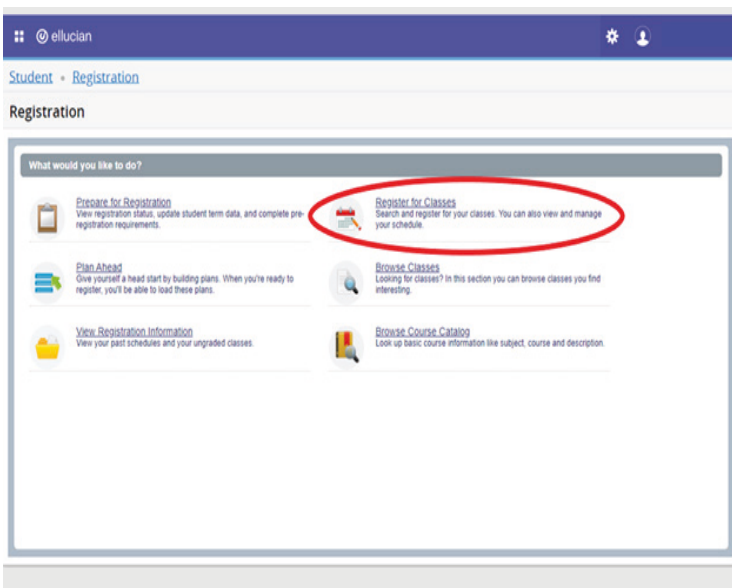 ellucian
Student • Registration
Registration
What would you like to do?
Prepare for Registration
View registration status, update student term data, and complete pre-
registration requirements.
Register for Classes
Search and register for your classes. You can also view and manage
your schedule.
Plan Ahead
Give yourself a head start by building plans. When you're ready to
register, you'll be able to load these plans.
Browse Classes
Looking for classes? In this section you can browse classes you find
interesting.
View Registration Information
View your past schedules and your ungraded classes.
Browse Course Catalog
Look up basic course information like subject, course and description.